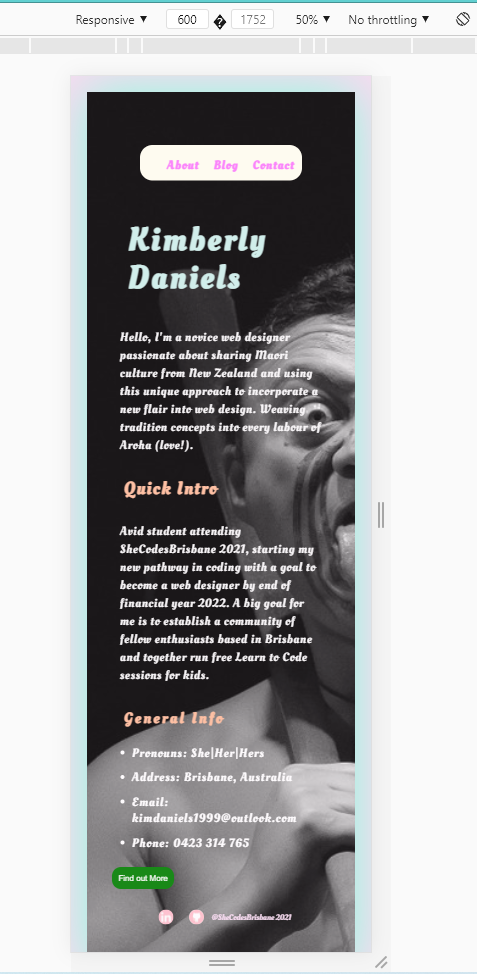 Responsive ▼ 600 � 1752 50% ▼ No throttling ▼
About Blog Contact
Kimberly
Daniels
Hello, I'm a novice web designer
passionate about sharing Maori
culture from New Zealand and using
this unique approach to incorporate a
new flair into web design. Weaving
tradition concepts into every labour of
Aroha (love!).
Quick Intro
Avid student attending
SheCodesBrisbane 2021, starting my
new pathway in coding with a goal to
become a web designer by end of
financial year 2022. A big goal for
me is to establish a community of
fellow enthusiasts based in Brisbane
and together run free Learn to Code
sessions for kids.
General Info
• Pronouns: She|Her|Hers
• Address: Brisbane, Australia
• Email:
kimdaniels1999@outlook.com
• Phone: 0423 314 765
Find out More
in @SheCodesBrisbane 2021